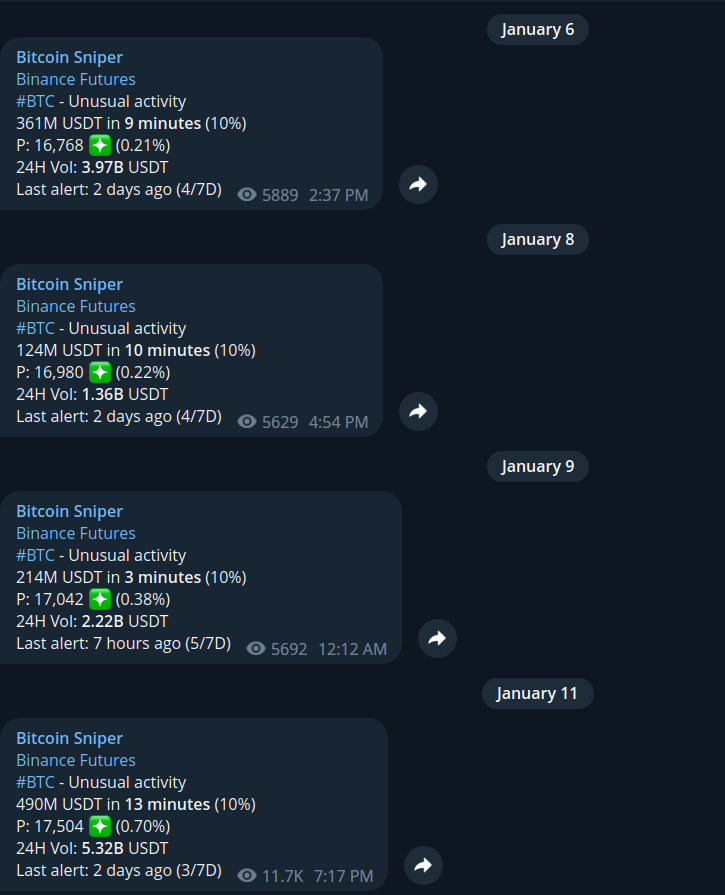 January 6
Bitcoin Sniper
Binance Futures
#BTC - Unusual activity
361M USDT in 9 minutes (10%)
P: 16,768 (0.21%)
24H Vol: 3.97B USDT
Last alert: 2 days ago (4/7D) 5889 2:37 PM
January 8
Bitcoin Sniper
Binance Futures
#BTC - Unusual activity
124M USDT in 10 minutes (10%)
P: 16,980 (0.22%)
24H Vol: 1.36B USDT
Last alert: 2 days ago (4/7D) 5629 4:54 PM
January 9
Bitcoin Sniper
Binance Futures
#BTC - Unusual activity
214M USDT in 3 minutes (10%)
P: 17,042 (0.38%)
24H Vol: 2.22B USDT
Last alert: 7 hours ago (5/7D) 5692 12:12 AM
January 11
Bitcoin Sniper
Binance Futures
#BTC - Unusual activity
490M USDT in 13 minutes (10%)
P: 17,504 (0.70%)
24H Vol: 5.32B USDT
Last alert: 2 days ago (3/7D) 11.7K 7:17 PM